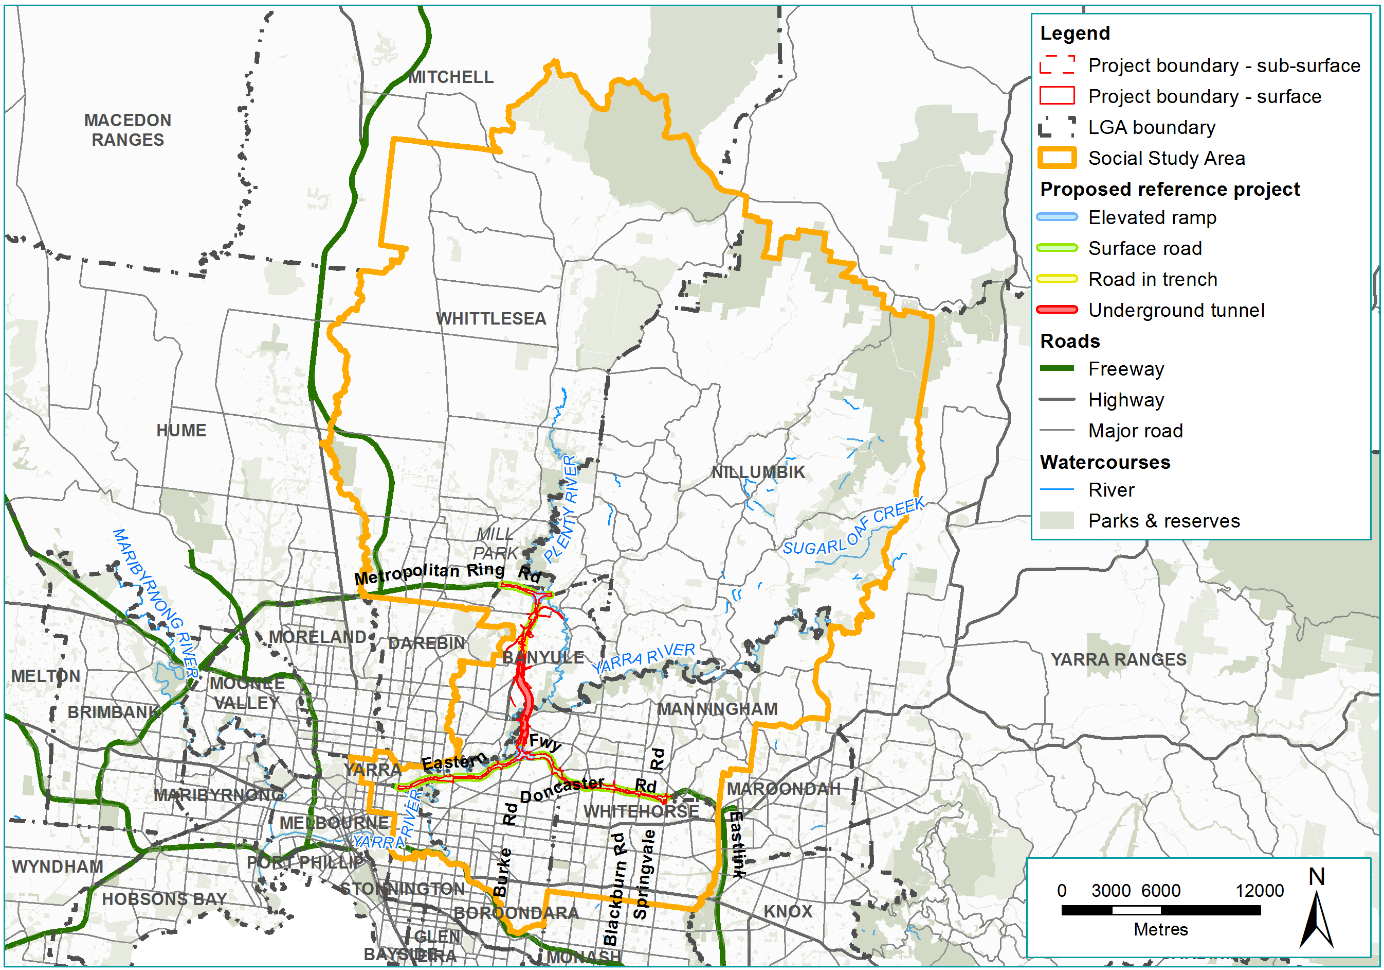 MITCHELL
MACEDON
RANGES
WHITTLESEA
HUME
NILLUMBIK
PLENTY RIVER
SUGARLOAF CREEK
MILL
PARK
MARIBYRNONG RIVER
Metropolitan Ring Rd
MORELAND
DAREBIN
BANYULE
YARRA RIVER
YARRA RANGES
MELTON
MOONEE
VALLEY
BRIMBANK
MANNINGHAM
Eastern Fwy
YARRA
Doncaster Rd
Rd
MARIBYRNONG
WHITEHORSE
MAROONDAH
MELBOURNE
YARRA RIVER
Burke Rd
Blackburn Rd
Springvale
Eastlink
WYNDHAM
PORT PHILLIP
STONNINGTON
HOBSONS BAY
BOROONDARA
KNOX
GLEN
EIRA
BAYSIDE
MONASH
Legend
Project boundary - sub-surface
Project boundary - surface
LGA boundary
Social Study Area
Proposed reference project
Elevated ramp
Surface road
Road in trench
Underground tunnel
Roads
Freeway
Highway
Major road
Watercourses
River
Parks & reserves
0 3000 6000 12000
Metres
N